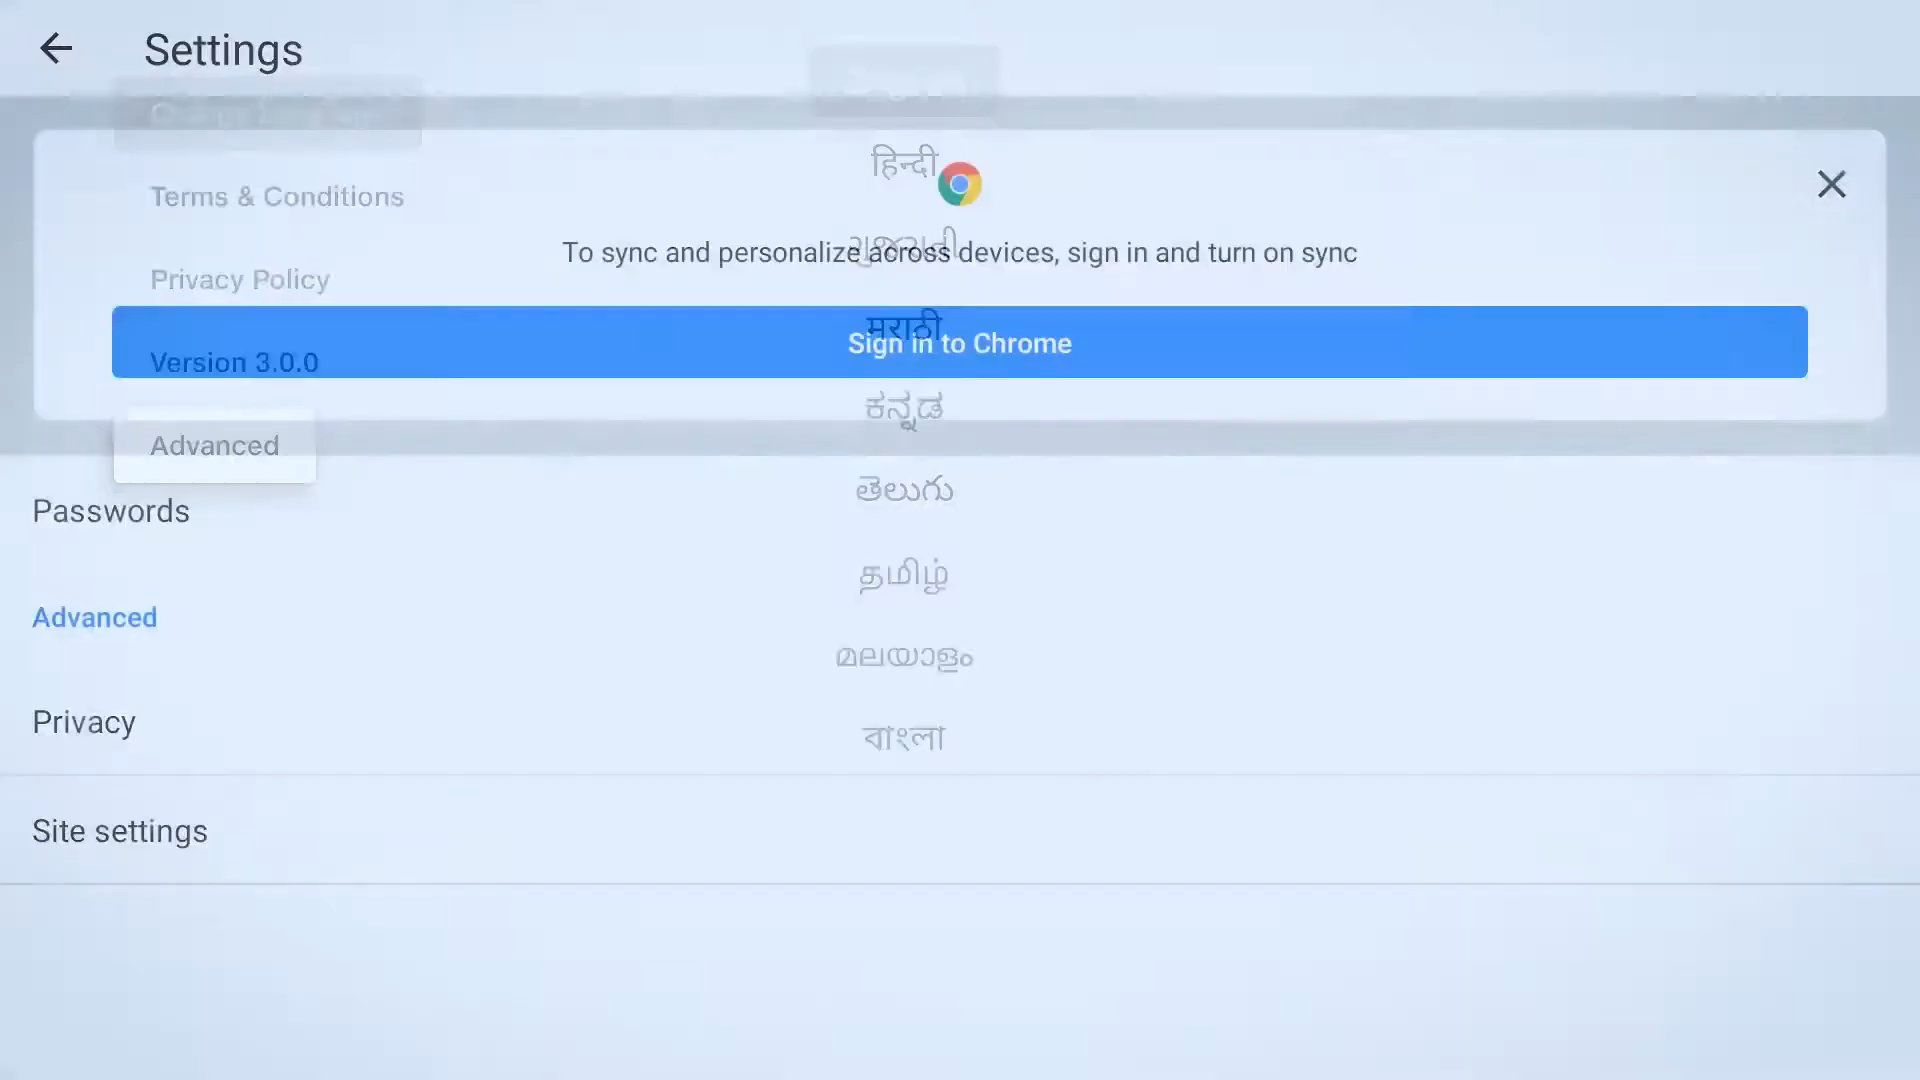 Settings
Terms & Conditions
Privacy Policy
Version 3.0.0
Advanced
हिन्दी
ગુજરાતી
मराठी
ಕನ್ನಡ
తెలుగు
தமிழ்
മലയാളം
বাংলা
To sync and personalize across devices, sign in and turn on sync
Sign in to Chrome
Passwords
Advanced
Privacy
Site settings